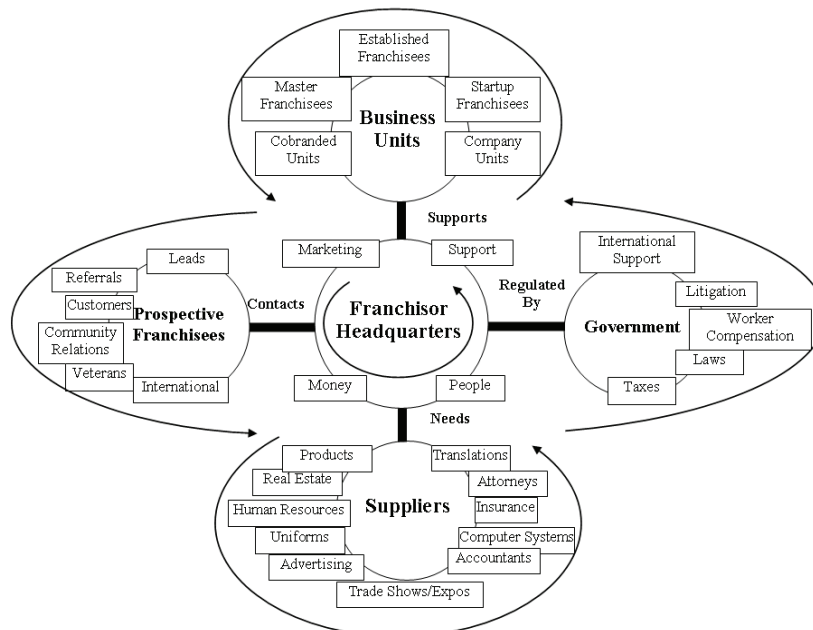 Established
Franchisees
Master
Franchisees
Startup
Franchisees
Business
Units
Cobranded
Units
Company
Units
Supports
Marketing
Support
International
Support
Leads
Referrals
Customers
Community
Relations
Veterans
International
Prospective
Franchisees
Contacts
Franchisor
Headquarters
Regulated
By
Government
Litigation
Worker
Compensation
Laws
Taxes
Money
People
Needs
Products
Translations
Real Estate
Attorneys
Human Resources
Suppliers
Insurance
Uniforms
Computer Systems
Advertising
Accountants
Trade Shows/Expos